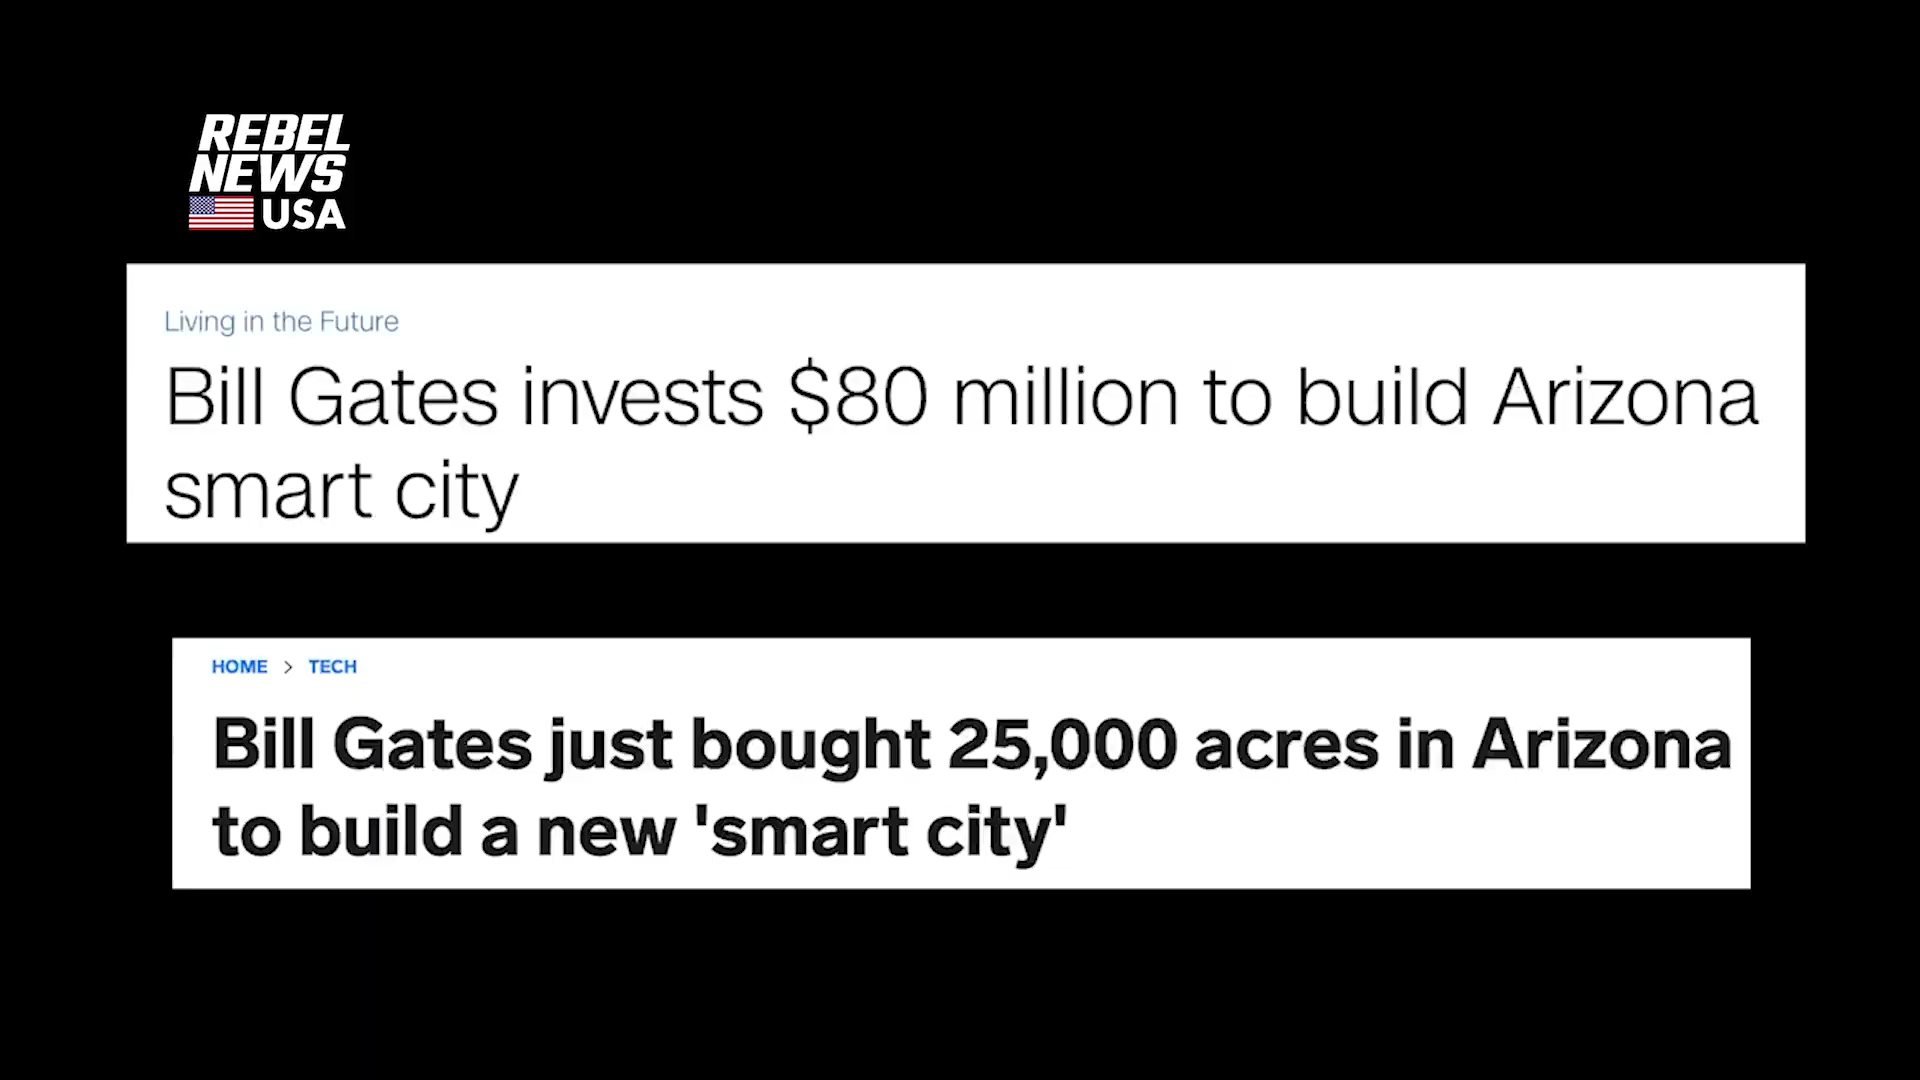 REBEL
NEWS
USA
Living in the Future
Bill Gates invests $80 million to build Arizona
smart city
HOME > TECH
Bill Gates just bought 25,000 acres in Arizona
to build a new 'smart city'